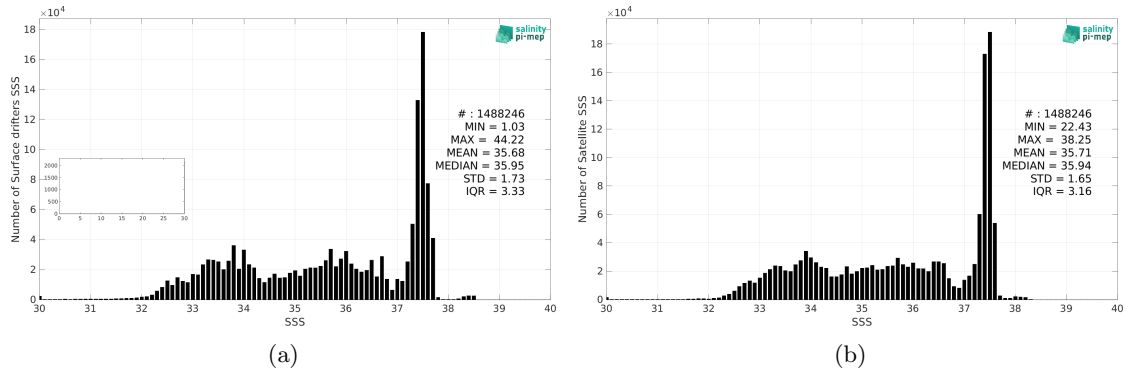 ×10⁴
18
16
14
12
10
8
6
4
2
0
Number of Surface drifters SSS
salinity
pi-mep
# : 1488246
MIN = 1.03
MAX = 44.22
MEAN = 35.68
MEDIAN = 35.95
STD = 1.73
IQR = 3.33
2000
1500
1000
500
0
0 5 10 15 20 25 30
30 31 32 33 34 35 36 37 38 39 40
SSS
(a)
×10⁴
18
16
14
12
10
8
6
4
2
0
Number of Satellite SSS
salinity
pi-mep
# : 1488246
MIN = 22.43
MAX = 38.25
MEAN = 35.71
MEDIAN = 35.94
STD = 1.65
IQR = 3.16
30 31 32 33 34 35 36 37 38 39 40
SSS
(b)